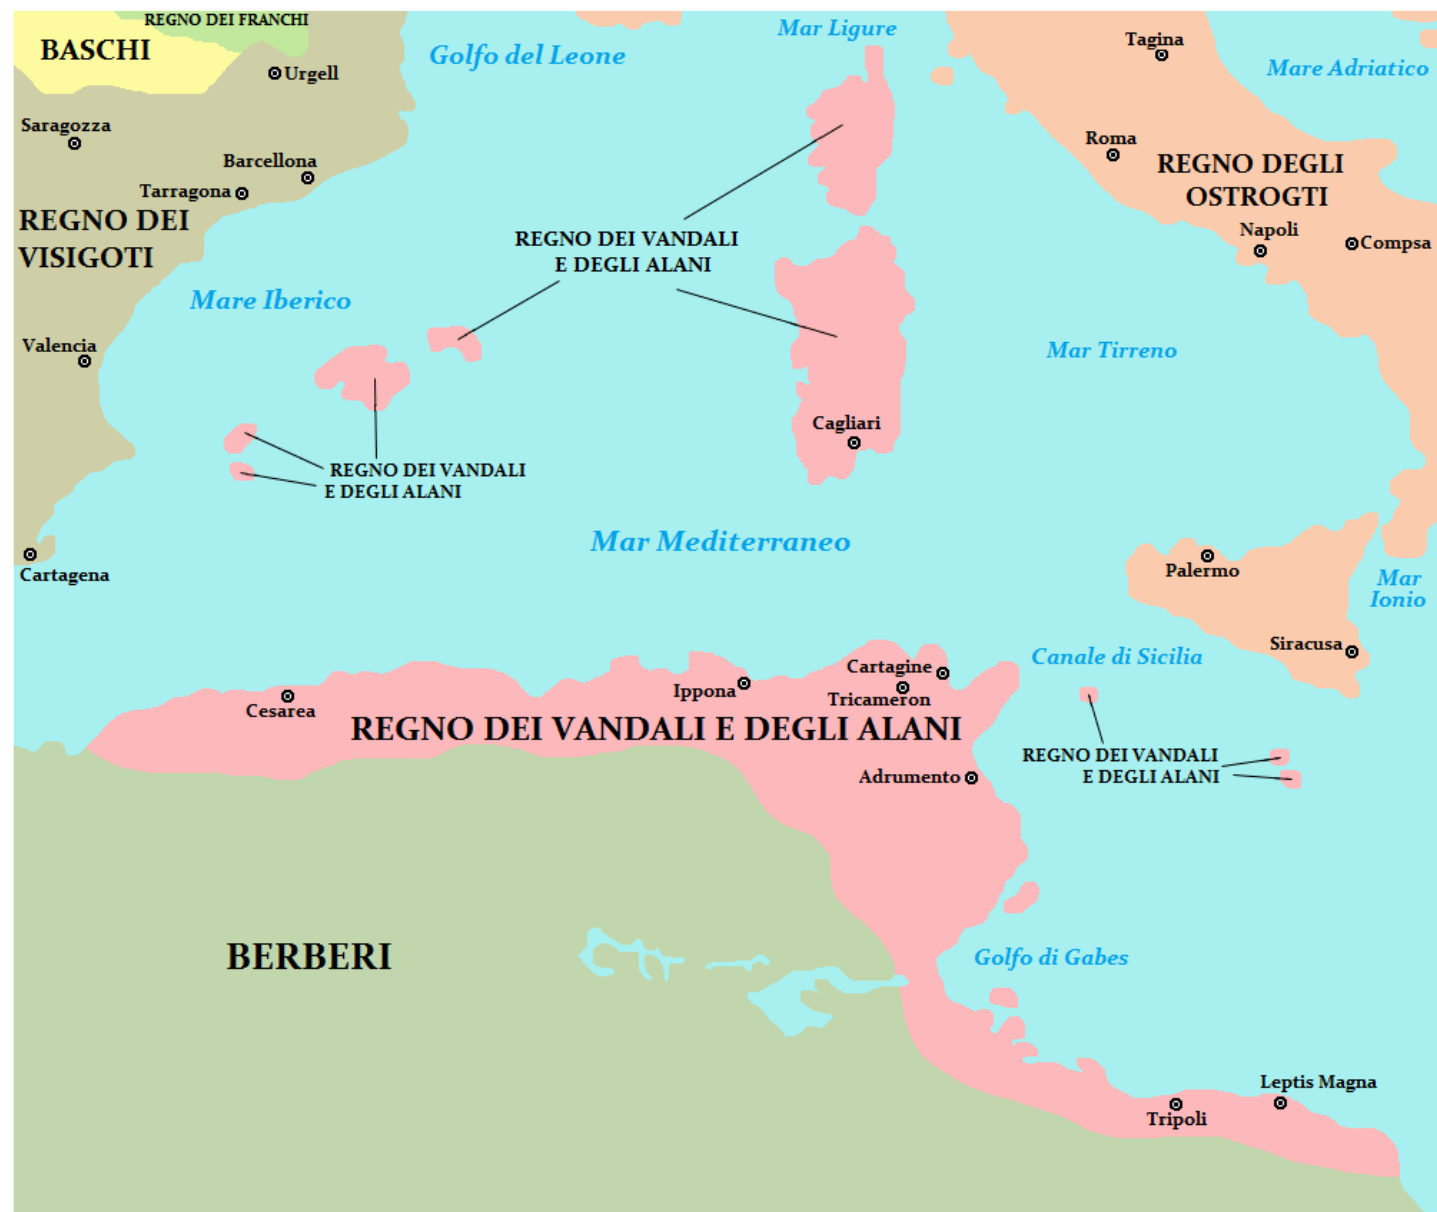 REGNO DEI FRANCHI
BASCHI
Urgell
Golfo del Leone
Mar Ligure
Tagina
Mare Adriatico
Saragozza
Barcellona
Tarragona
Roma
REGNO DEGLI
OSTROGTI
REGNO DEI
VISIGOTI
REGNO DEI VANDALI
E DEGLI ALANI
Napoli
Compsa
Mare Iberico
Valencia
Mar Tirreno
Cagliari
REGNO DEI VANDALI
E DEGLI ALANI
Mar Mediterraneo
Cartagena
Palermo
Mar
Ionio
Siracusa
Canale di Sicilia
Cartagine
Ippona
Tricameron
Cesarea
REGNO DEI VANDALI E DEGLI ALANI
REGNO DEI VANDALI
E DEGLI ALANI
Adrumento
BERBERI
Golfo di Gabes
Leptis Magna
Tripoli